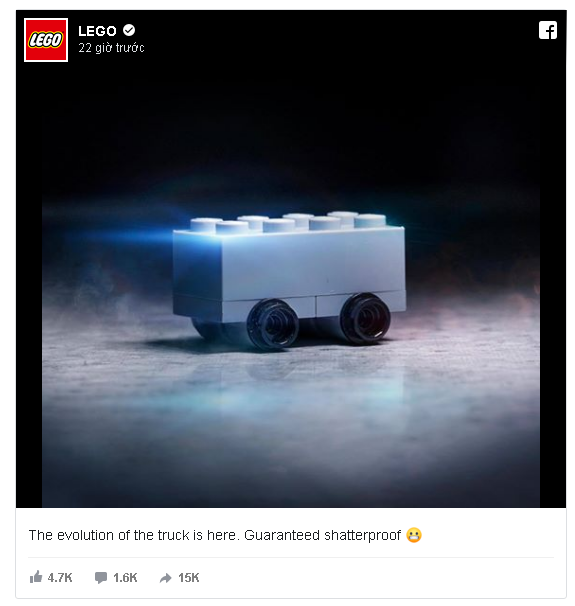 LEGO
LEGO
22 giờ trước
The evolution of the truck is here. Guaranteed shatterproof 😬
4.7K
1.6K
15K